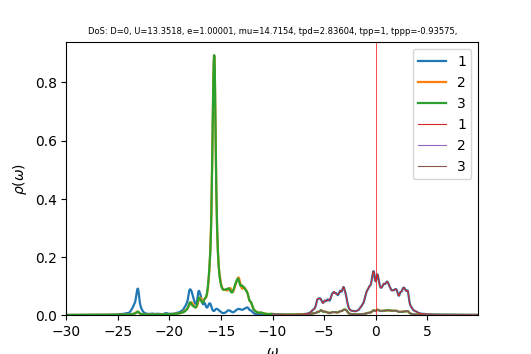 DoS: D=0, U=13.3518, e=1.00001, mu=14.7154, tpd=2.83604, tpp=1, tppp=-0.93575,
1
2
3
1
2
3
ρ(ω)
0.8
0.6
0.4
0.2
0.0
−30 −25 −20 −15 −10 −5 0 5
ω